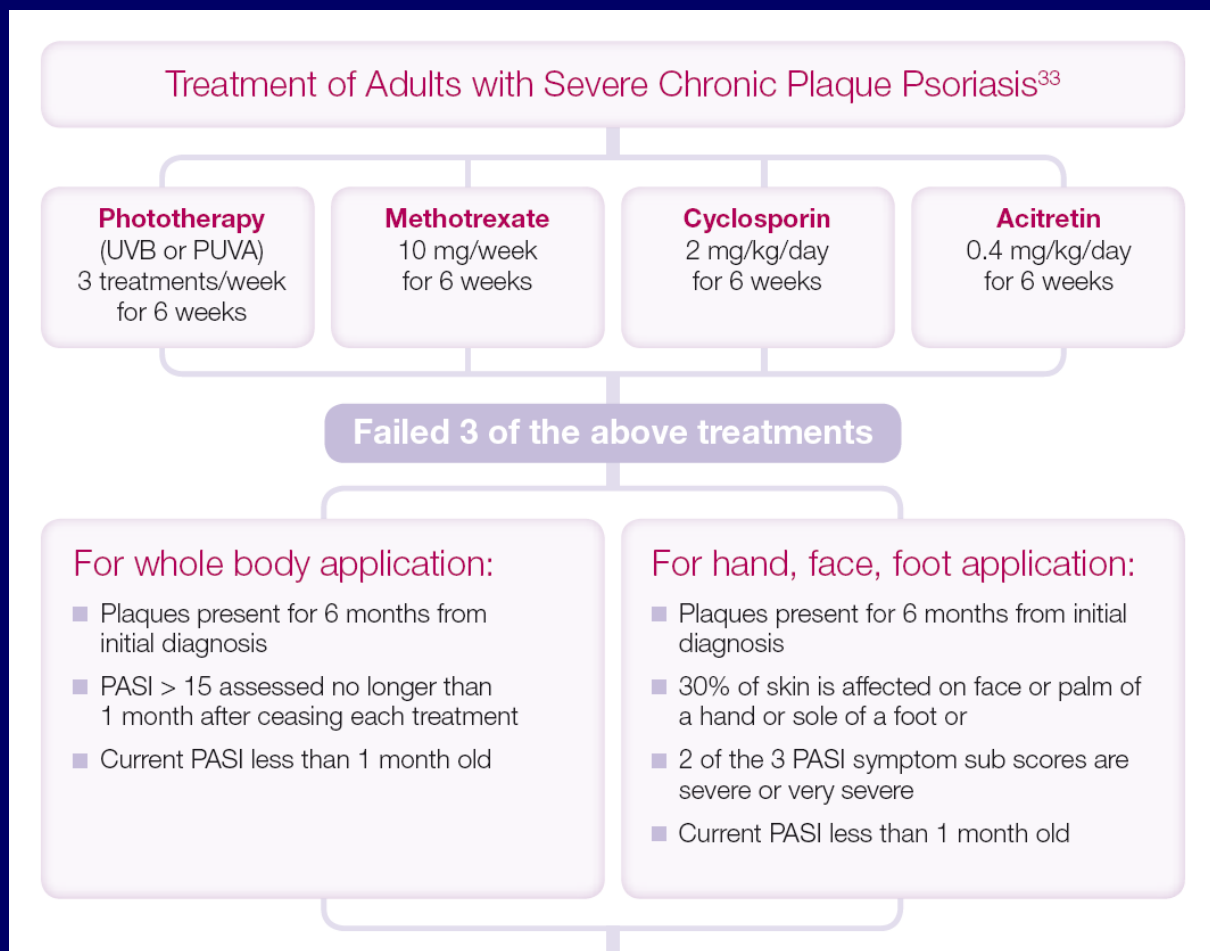 Treatment of Adults with Severe Chronic Plaque Psoriasis³³
Phototherapy
(UVB or PUVA)
3 treatments/week
for 6 weeks
Methotrexate
10 mg/week
for 6 weeks
Cyclosporin
2 mg/kg/day
for 6 weeks
Acitretin
0.4 mg/kg/day
for 6 weeks
Failed 3 of the above treatments
For whole body application:
■ Plaques present for 6 months from
initial diagnosis
■ PASI > 15 assessed no longer than
1 month after ceasing each treatment
■ Current PASI less than 1 month old
For hand, face, foot application:
■ Plaques present for 6 months from initial
diagnosis
■ 30% of skin is affected on face or palm of
a hand or sole of a foot or
■ 2 of the 3 PASI symptom sub scores are
severe or very severe
■ Current PASI less than 1 month old